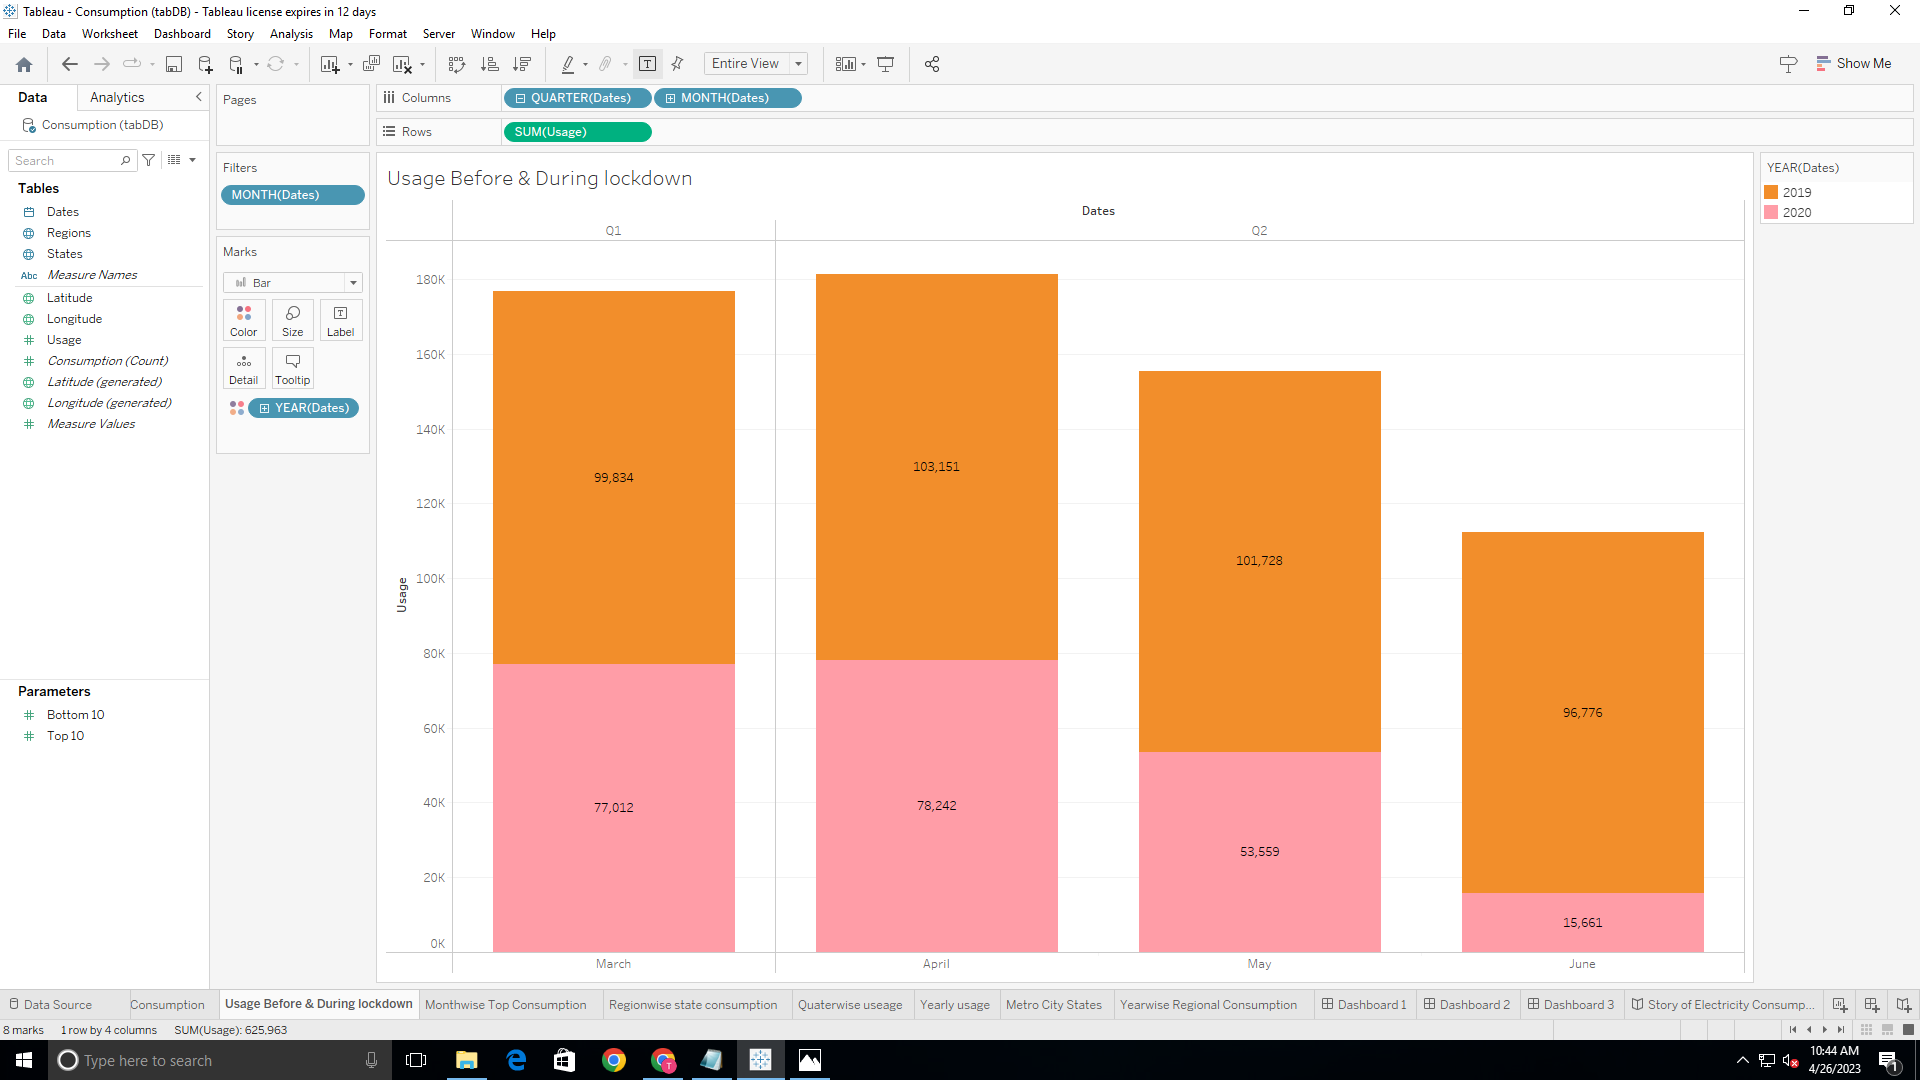 Tableau - Consumption (tabDB) - Tableau license expires in 12 days
File Data Worksheet Dashboard Story Analysis Map Format Server Window Help
Entire View
Show Me
Data Analytics
Consumption (tabDB)
Search
Tables
Dates
Regions
States
Abc Measure Names
Latitude
Longitude
Usage
Consumption (Count)
Latitude (generated)
Longitude (generated)
Measure Values
Parameters
Bottom 10
Top 10
Pages
Filters
MONTH(Dates)
Marks
Bar
Color Size Label
Detail Tooltip
YEAR(Dates)
Columns QUARTER(Dates) MONTH(Dates)
Rows SUM(Usage)
Usage Before & During lockdown
Dates
Q1 Q2
180K
160K
140K
120K
100K
80K
60K
40K
20K
0K
Usage
99,834
77,012
103,151
78,242
101,728
53,559
96,776
15,661
March April May June
YEAR(Dates)
2019
2020
Data Source Consumption Usage Before & During lockdown Monthwise Top Consumption Regionwise state consumption Quaterwise useage Yearly usage Metro City States Yearwise Regional Consumption Dashboard 1 Dashboard 2 Dashboard 3 Story of Electricity Consump...
8 marks 1 row by 4 columns SUM(Usage): 625,963
Type here to search
T
10:44 AM
4/26/2023
1